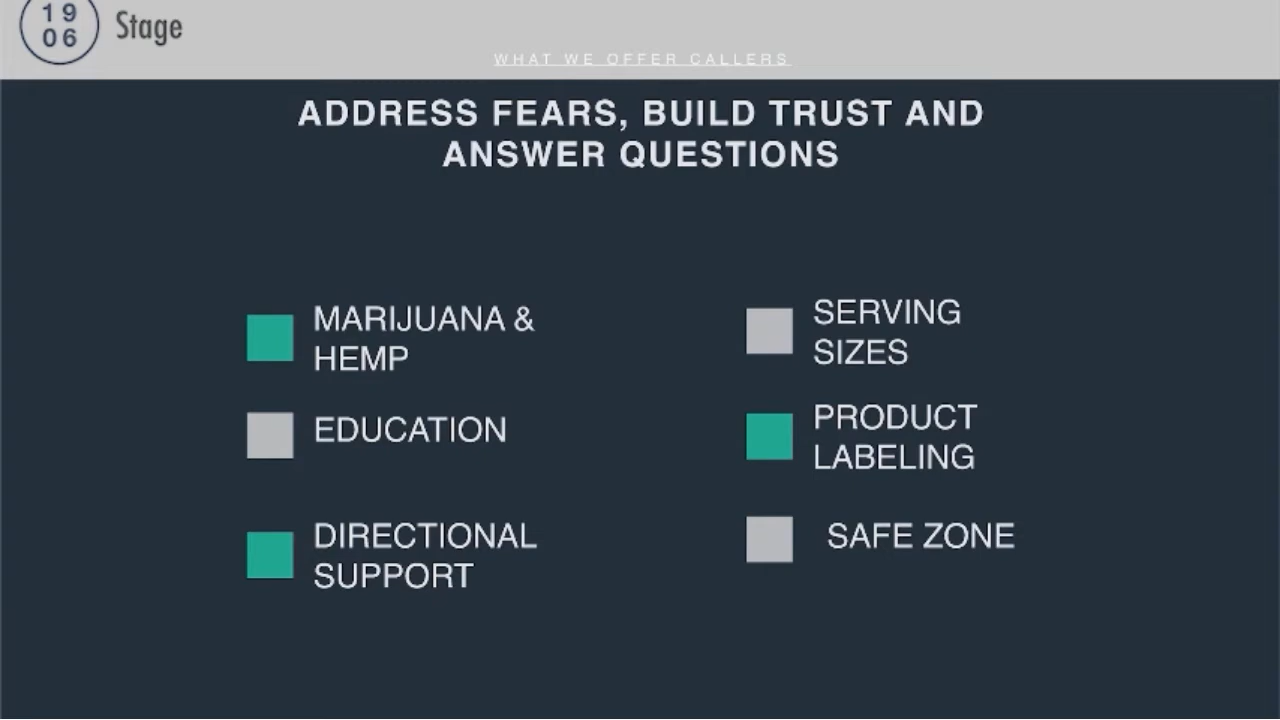 19
06
Stage
WHAT WE OFFER CALLERS
ADDRESS FEARS, BUILD TRUST AND
ANSWER QUESTIONS
MARIJUANA &
HEMP
EDUCATION
DIRECTIONAL
SUPPORT
SERVING
SIZES
PRODUCT
LABELING
SAFE ZONE